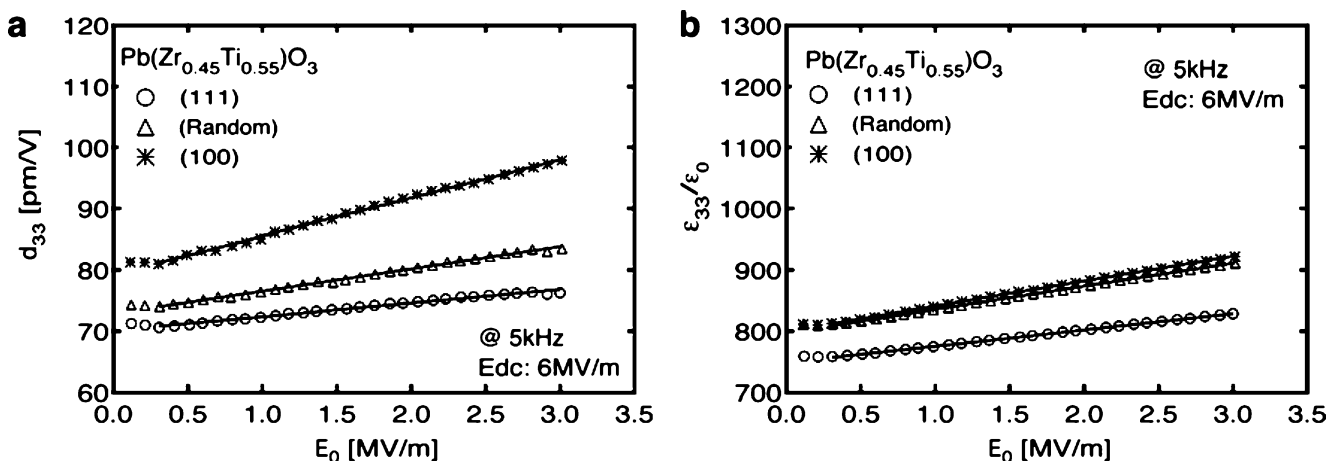 a
120
110
100
90
80
70
60
d33 [pm/V]
Pb(Zr0.45Ti0.55)O3
(111)
(Random)
(100)
@ 5kHz
Edc: 6MV/m
0.0 0.5 1.0 1.5 2.0 2.5 3.0 3.5
E0 [MV/m]
b
1300
1200
1100
1000
900
800
700
ε33/ε0
Pb(Zr0.45Ti0.55)O3
(111)
(Random)
(100)
@ 5kHz
Edc: 6MV/m
0.0 0.5 1.0 1.5 2.0 2.5 3.0 3.5
E0 [MV/m]